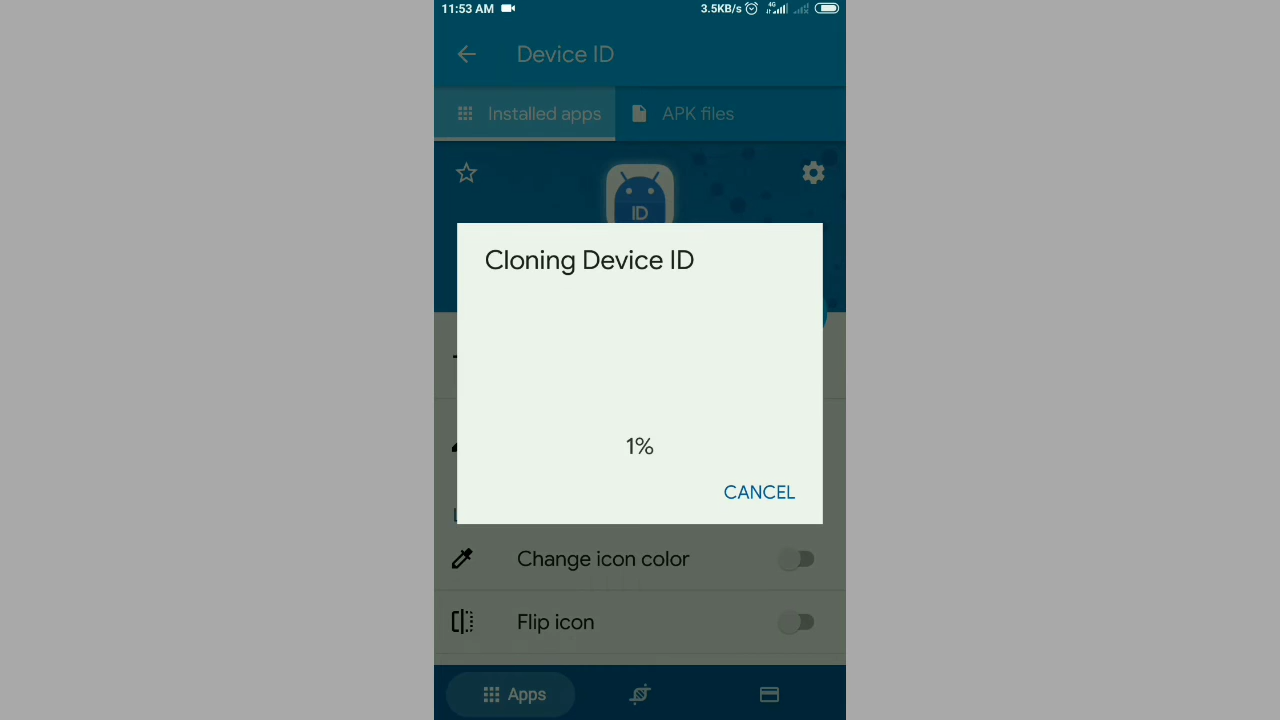 11:53 AM
3.5KB/s 4G
Device ID
Installed apps
APK files
ID
Cloning Device ID
1%
CANCEL
Change icon color
Flip icon
Apps